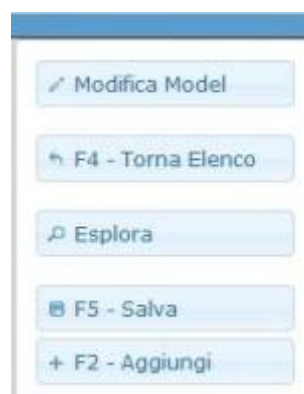 Modifica Model
F4 - Torna Elenco
Esplora
F5 - Salva
F2 - Aggiungi